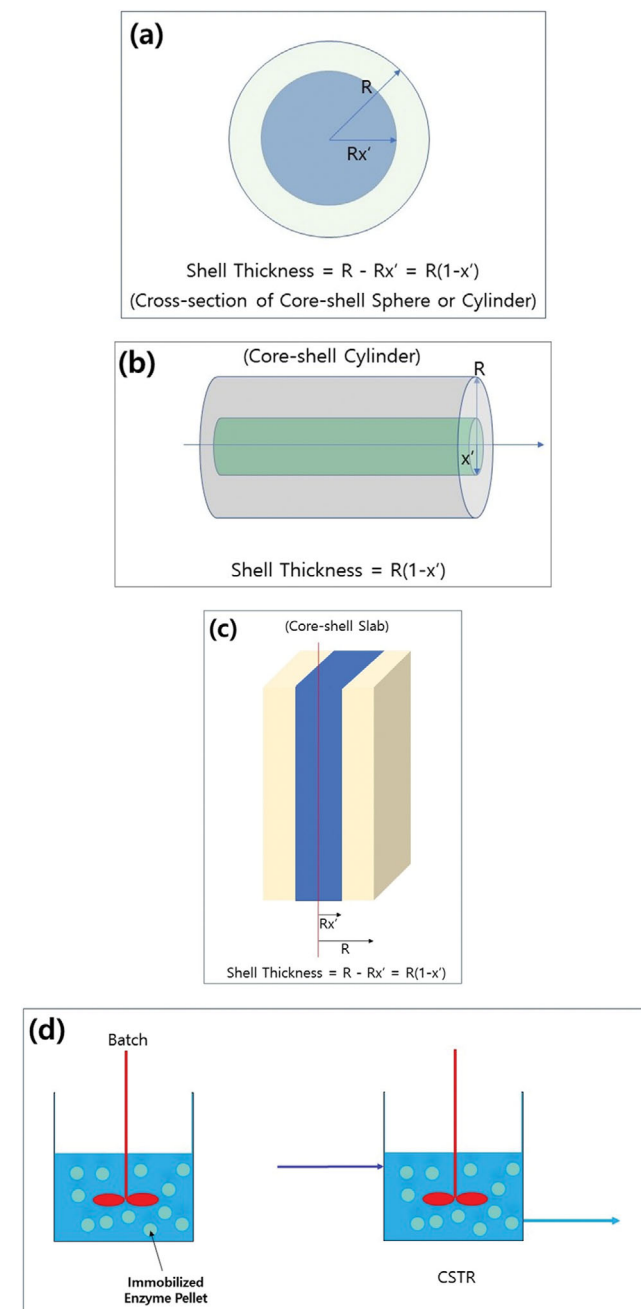 (a)
R
Rx'
Shell Thickness = R - Rx' = R(1-x')
(Cross-section of Core-shell Sphere or Cylinder)
(b)
(Core-shell Cylinder)
R
x'
Shell Thickness = R(1-x')
(c)
(Core-shell Slab)
Rx'
R
Shell Thickness = R - Rx' = R(1-x')
(d)
Batch
Immobilized
Enzyme Pellet
CSTR